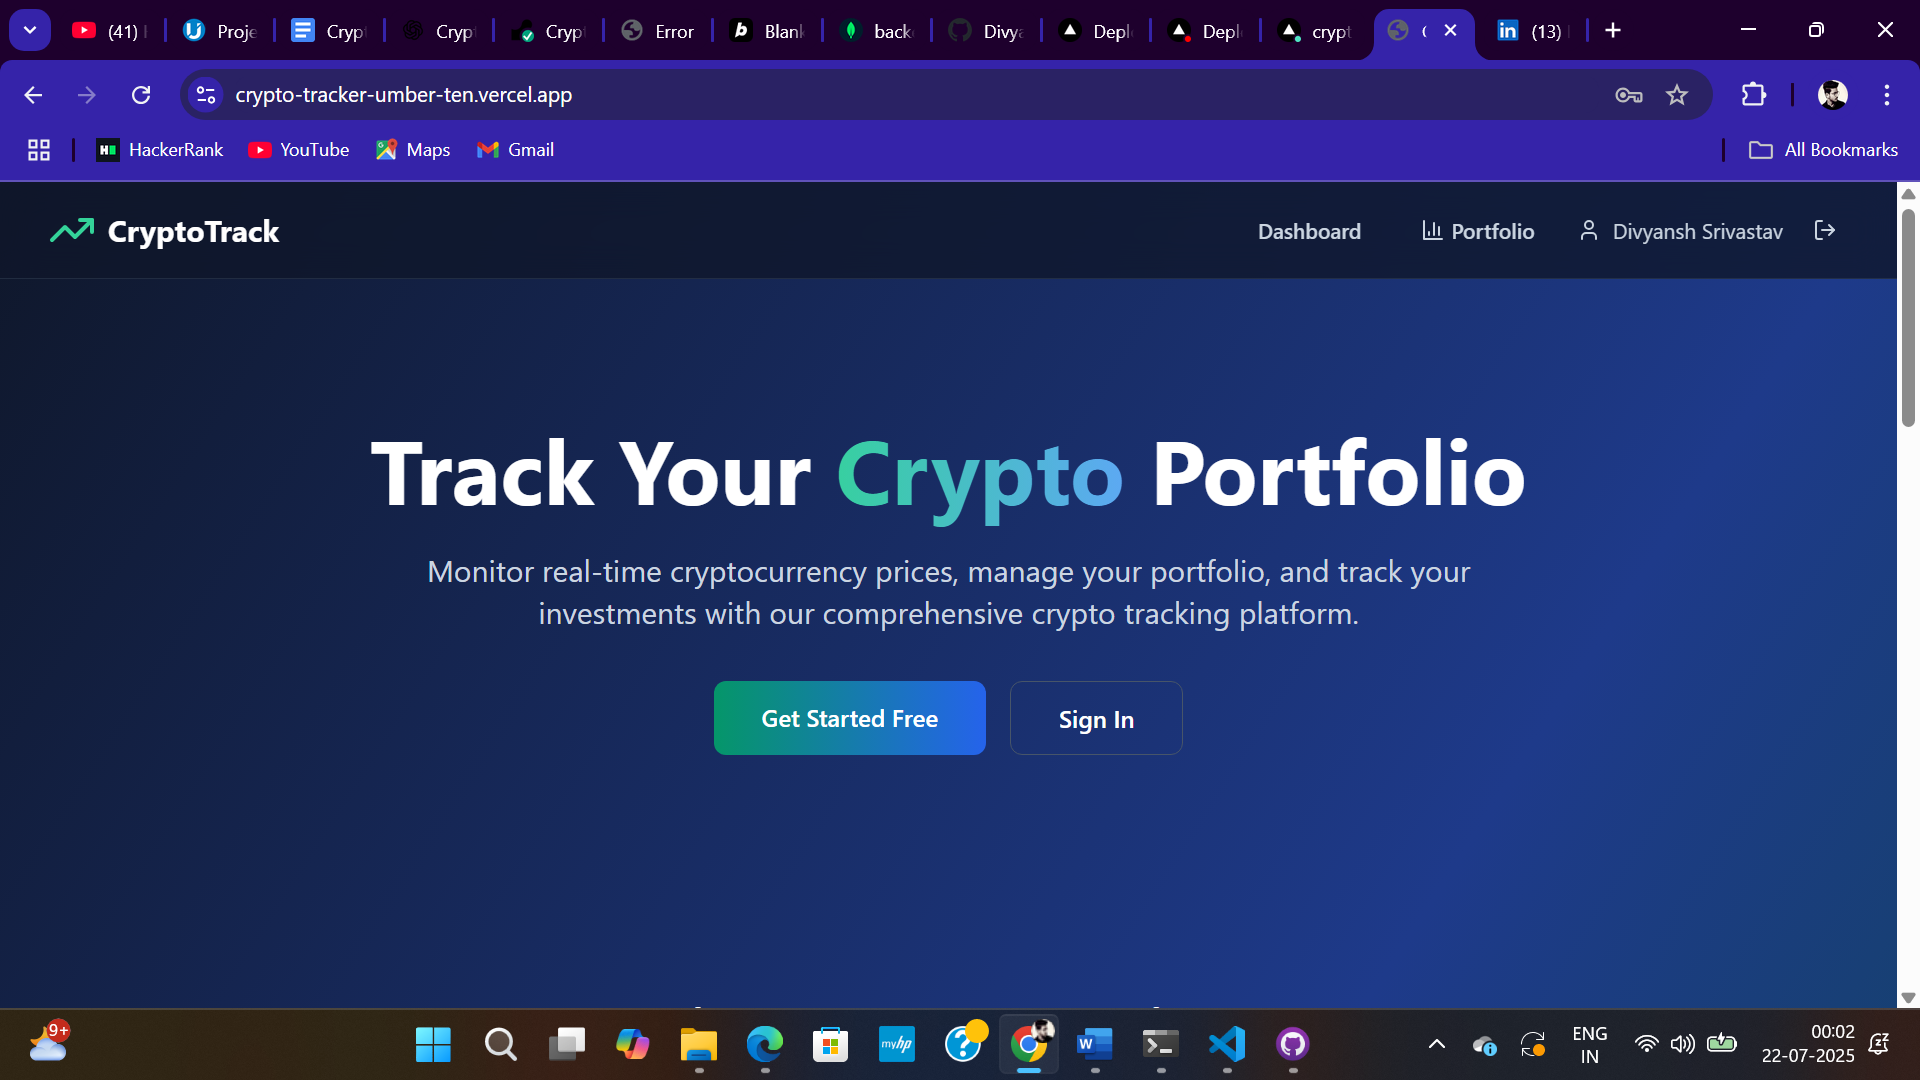 (41)
Proje
Cryp
Cryp
Cryp
Error
Blank
back
Divya
Depl
Depl
crypt
(13)
crypto-tracker-umber-ten.vercel.app
HackerRank
YouTube
Maps
Gmail
All Bookmarks
CryptoTrack
Dashboard
Portfolio
Divyansh Srivastav
Track Your Crypto Portfolio
Monitor real-time cryptocurrency prices, manage your portfolio, and track your
investments with our comprehensive crypto tracking platform.
Get Started Free
Sign In
9+
myhp
ENG
IN
00:02
22-07-2025